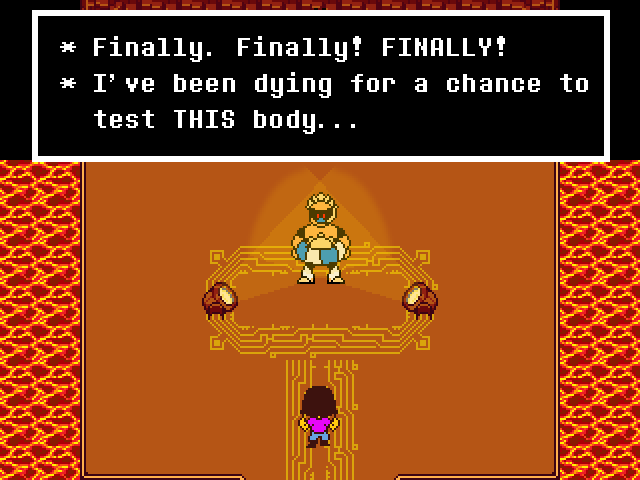 * Finally. Finally! FINALLY!
* I've been dying for a chance to
test THIS body...